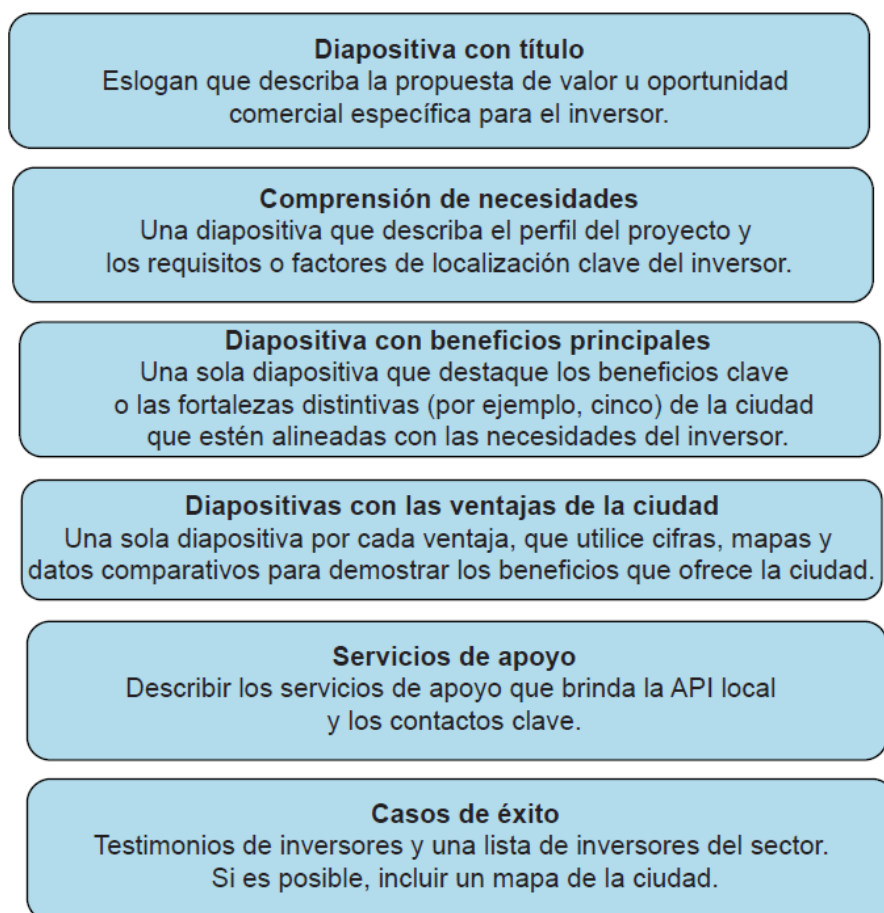 Diapositiva con título
Eslogan que describa la propuesta de valor u oportunidad
comercial específica para el inversor.
Comprensión de necesidades
Una diapositiva que describa el perfil del proyecto y
los requisitos o factores de localización clave del inversor.
Diapositiva con beneficios principales
Una sola diapositiva que destaque los beneficios clave
o las fortalezas distintivas (por ejemplo, cinco) de la ciudad
que estén alineadas con las necesidades del inversor.
Diapositivas con las ventajas de la ciudad
Una sola diapositiva por cada ventaja, que utilice cifras, mapas y
datos comparativos para demostrar los beneficios que ofrece la ciudad.
Servicios de apoyo
Describir los servicios de apoyo que brinda la API local
y los contactos clave.
Casos de éxito
Testimonios de inversores y una lista de inversores del sector.
Si es posible, incluir un mapa de la ciudad.